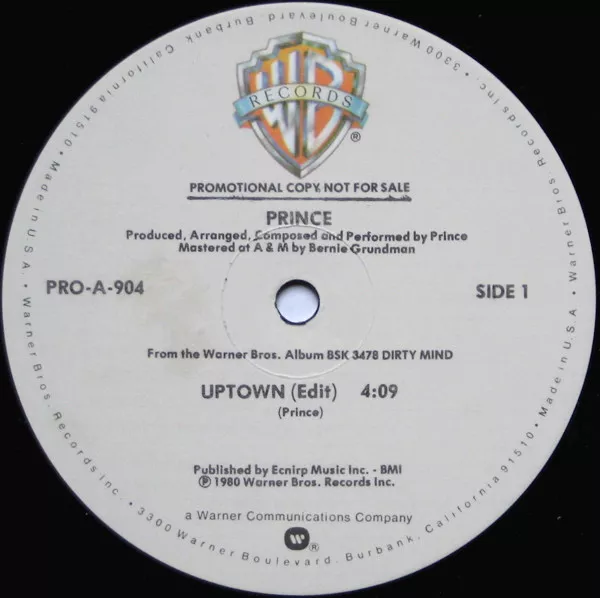 WB
RECORDS
®
PROMOTIONAL COPY, NOT FOR SALE
PRINCE
Produced, Arranged, Composed and Performed by Prince
Mastered at A & M by Bernie Grundman
PRO-A-904
SIDE 1
From the Warner Bros. Album BSK 3478 DIRTY MIND
UPTOWN (Edit) 4:09
(Prince)
Published by Ecnirp Music Inc. - BMI
℗ 1980 Warner Bros. Records Inc.
a Warner Communications Company
®
Warner Bros. Records Inc. • 3300 Warner Boulevard, Burbank, California 91510 • Made in U.S.A. • Warner Bros. Records Inc. • 3300 Warner Boulevard, Burbank, California 91510 • Made in U.S.A. •